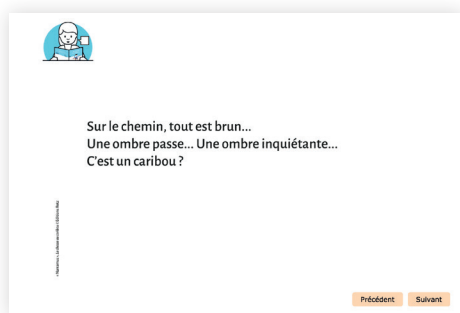 Sur le chemin, tout est brun...
Une ombre passe... Une ombre inquiétante...
C'est un caribou ?
Précédent
Suivant